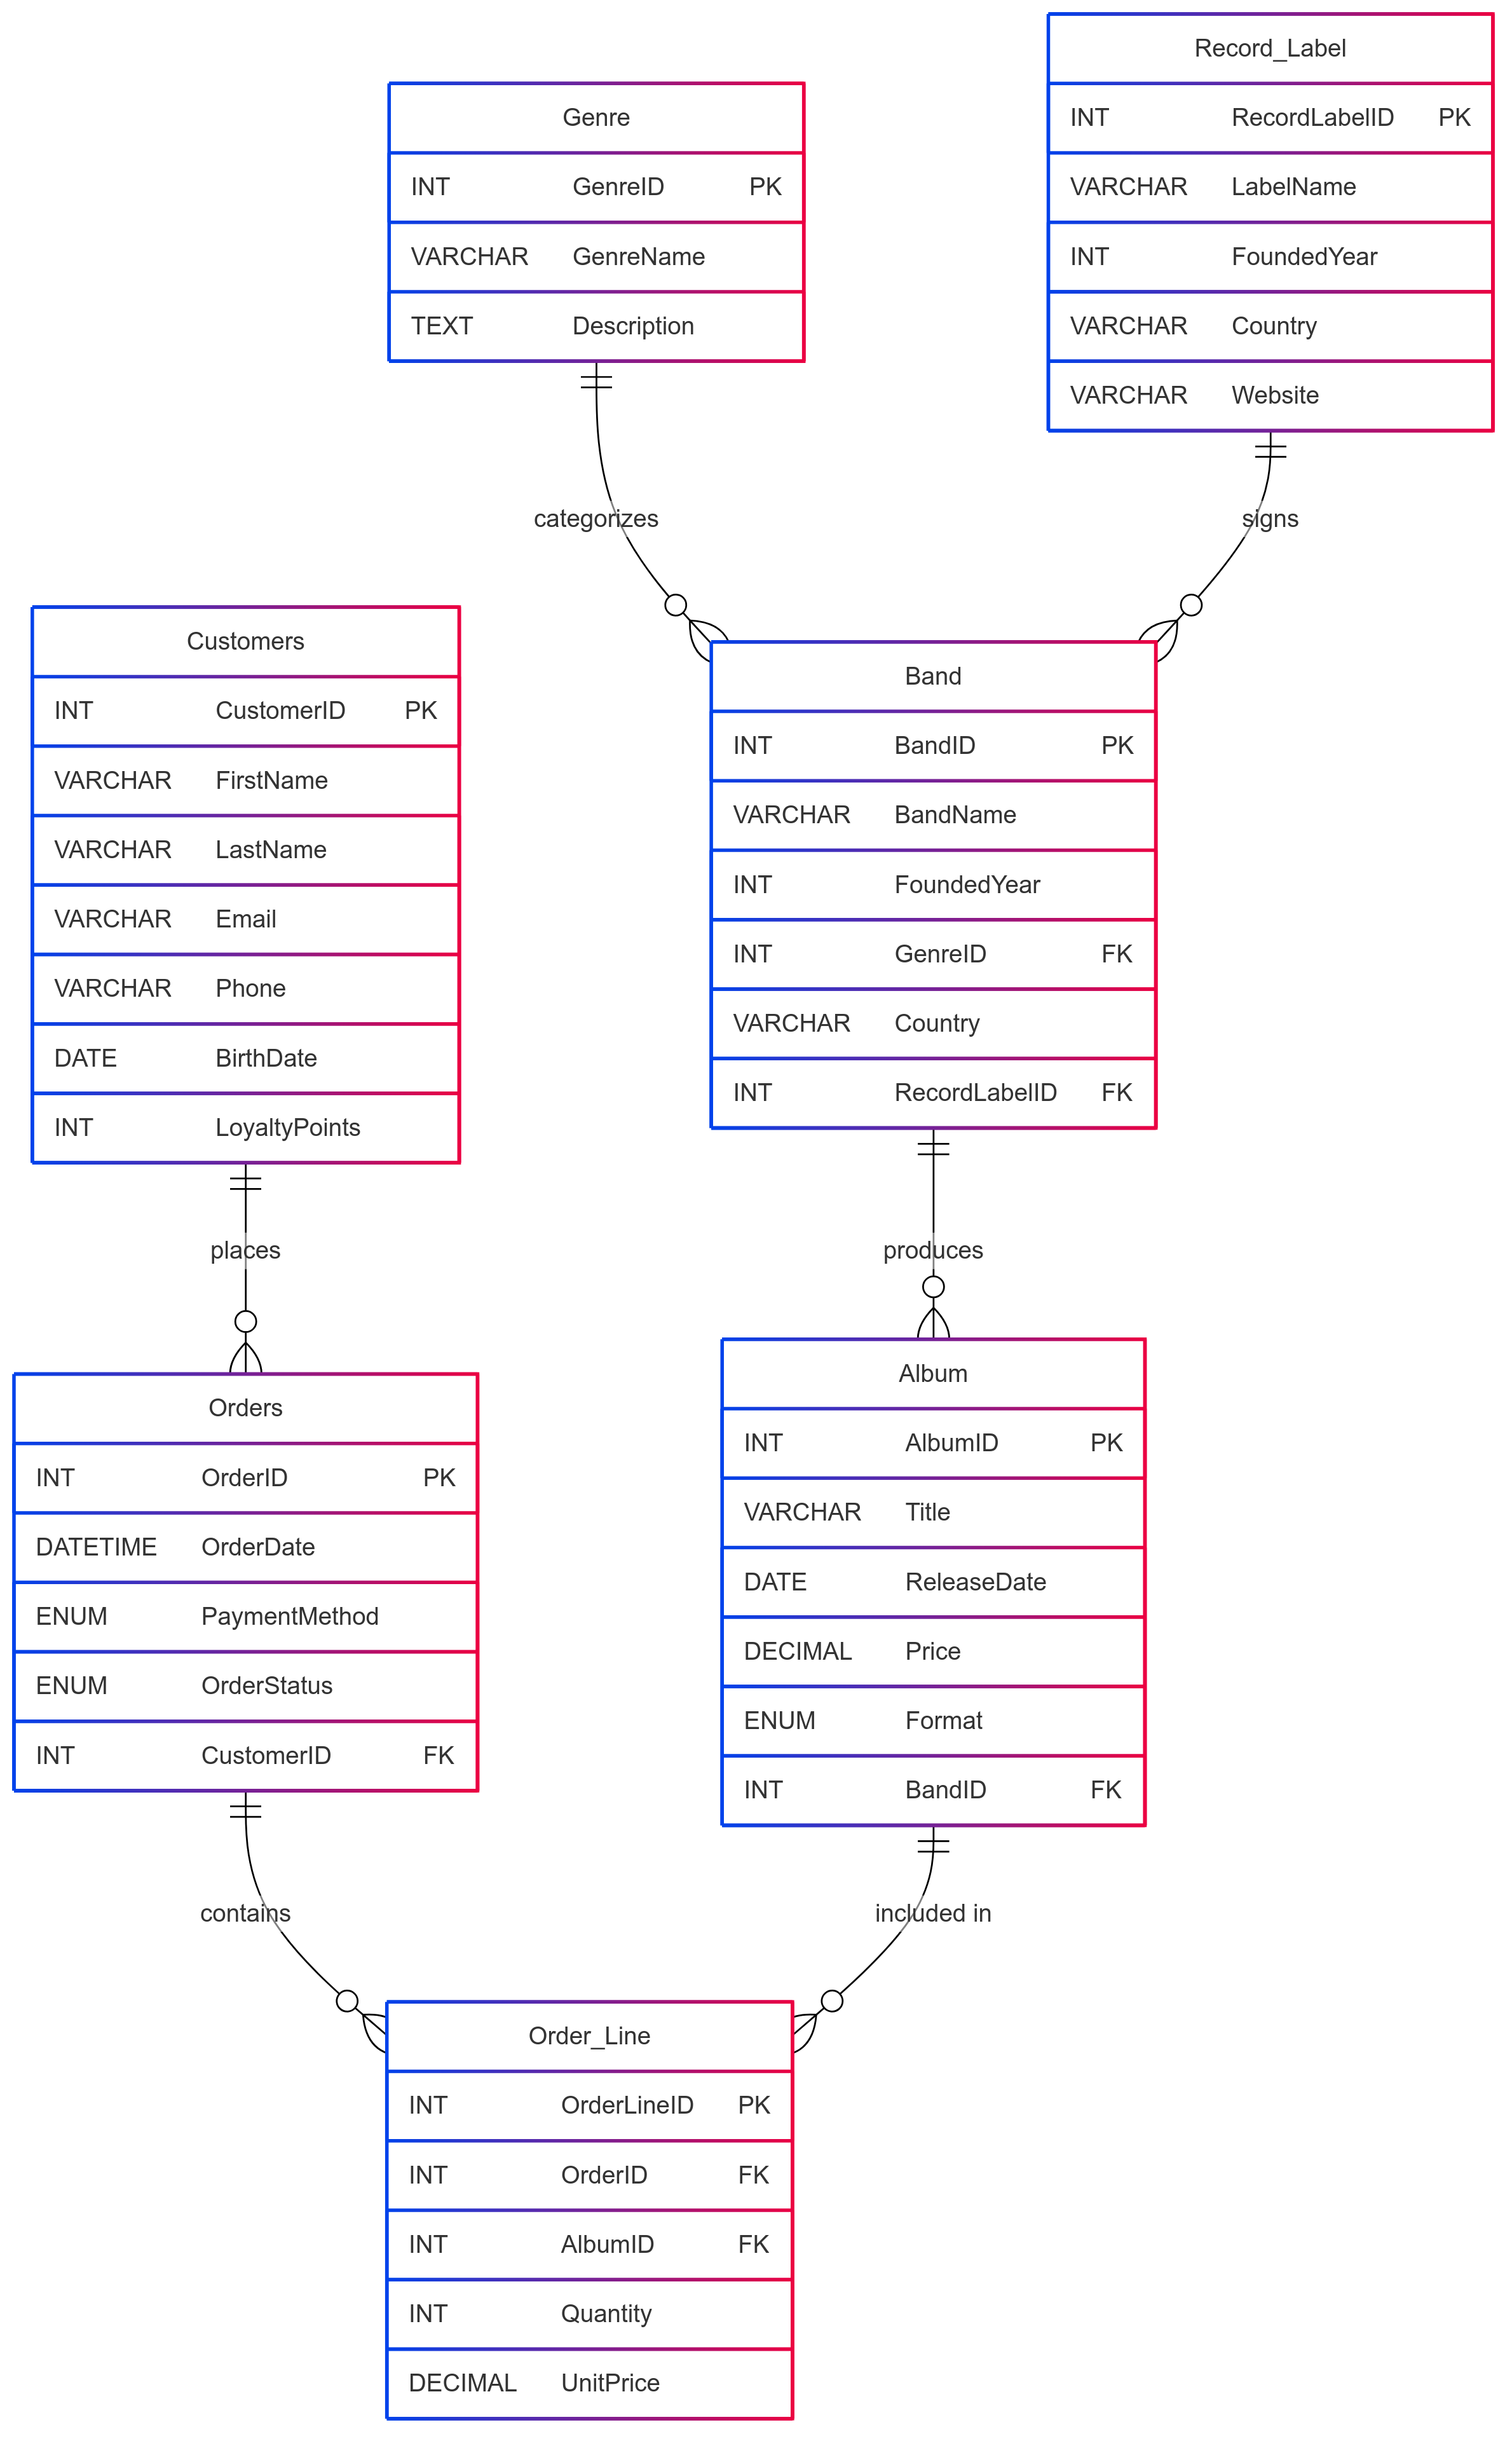 Record_Label
INT RecordLabelID PK
VARCHAR LabelName
INT FoundedYear
VARCHAR Country
VARCHAR Website
Genre
INT GenreID PK
VARCHAR GenreName
TEXT Description
categorizes
signs
Customers
INT CustomerID PK
VARCHAR FirstName
VARCHAR LastName
VARCHAR Email
VARCHAR Phone
DATE BirthDate
INT LoyaltyPoints
Band
INT BandID PK
VARCHAR BandName
INT FoundedYear
INT GenreID FK
VARCHAR Country
INT RecordLabelID FK
places
produces
Orders
INT OrderID PK
DATETIME OrderDate
ENUM PaymentMethod
ENUM OrderStatus
INT CustomerID FK
Album
INT AlbumID PK
VARCHAR Title
DATE ReleaseDate
DECIMAL Price
ENUM Format
INT BandID FK
contains
included in
Order_Line
INT OrderLineID PK
INT OrderID FK
INT AlbumID FK
INT Quantity
DECIMAL UnitPrice